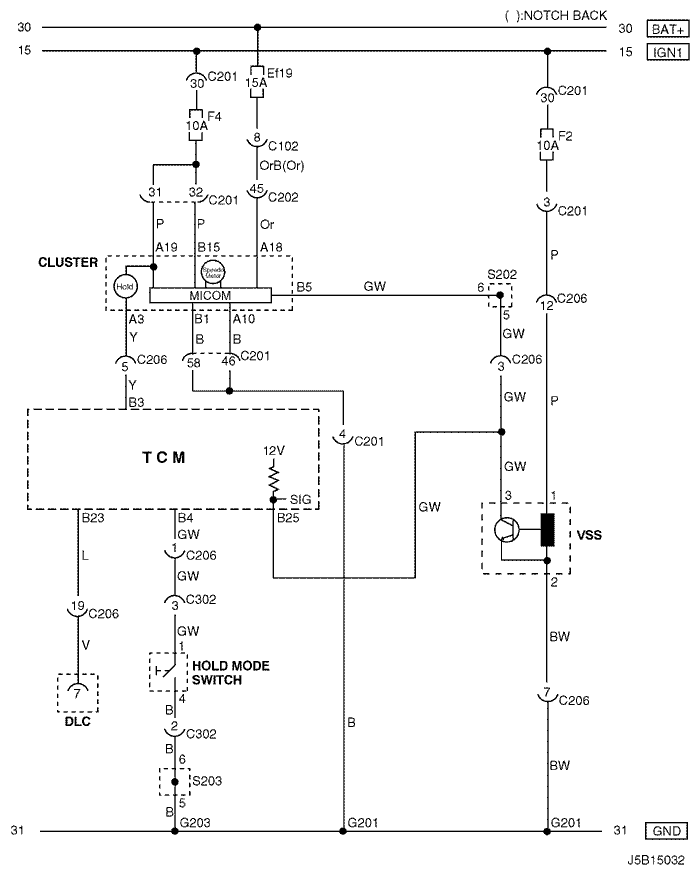 ( ):NOTCH BACK
30 30 BAT+
15 15 IGN1
30 C201
15A Ef19
30 C201
10A F4
10A F2
8 C102
OrB(Or)
31 32 C201
45 C202
3 C201
P P Or
A19 B15 A18
P
CLUSTER
Speedo Meter
Hold
MICOM
B5 GW
S202
6
5
12 C206
A3 B1 A10
Y B B
GW
5 C206
58 46 C201
3 C206
Y
B3
GW
P
4 C201
T C M
12V
SIG
GW
GW
3 1
B23 B4 B25
GW
VSS
L
1 C206
2
GW
19 C206
3 C302
V
GW
BW
1
HOLD MODE
SWITCH
7
DLC
4
B
7 C206
2 C302
B
B
6
S203
5
BW
B
G203 G201 G201
31 31 GND
J5B15032